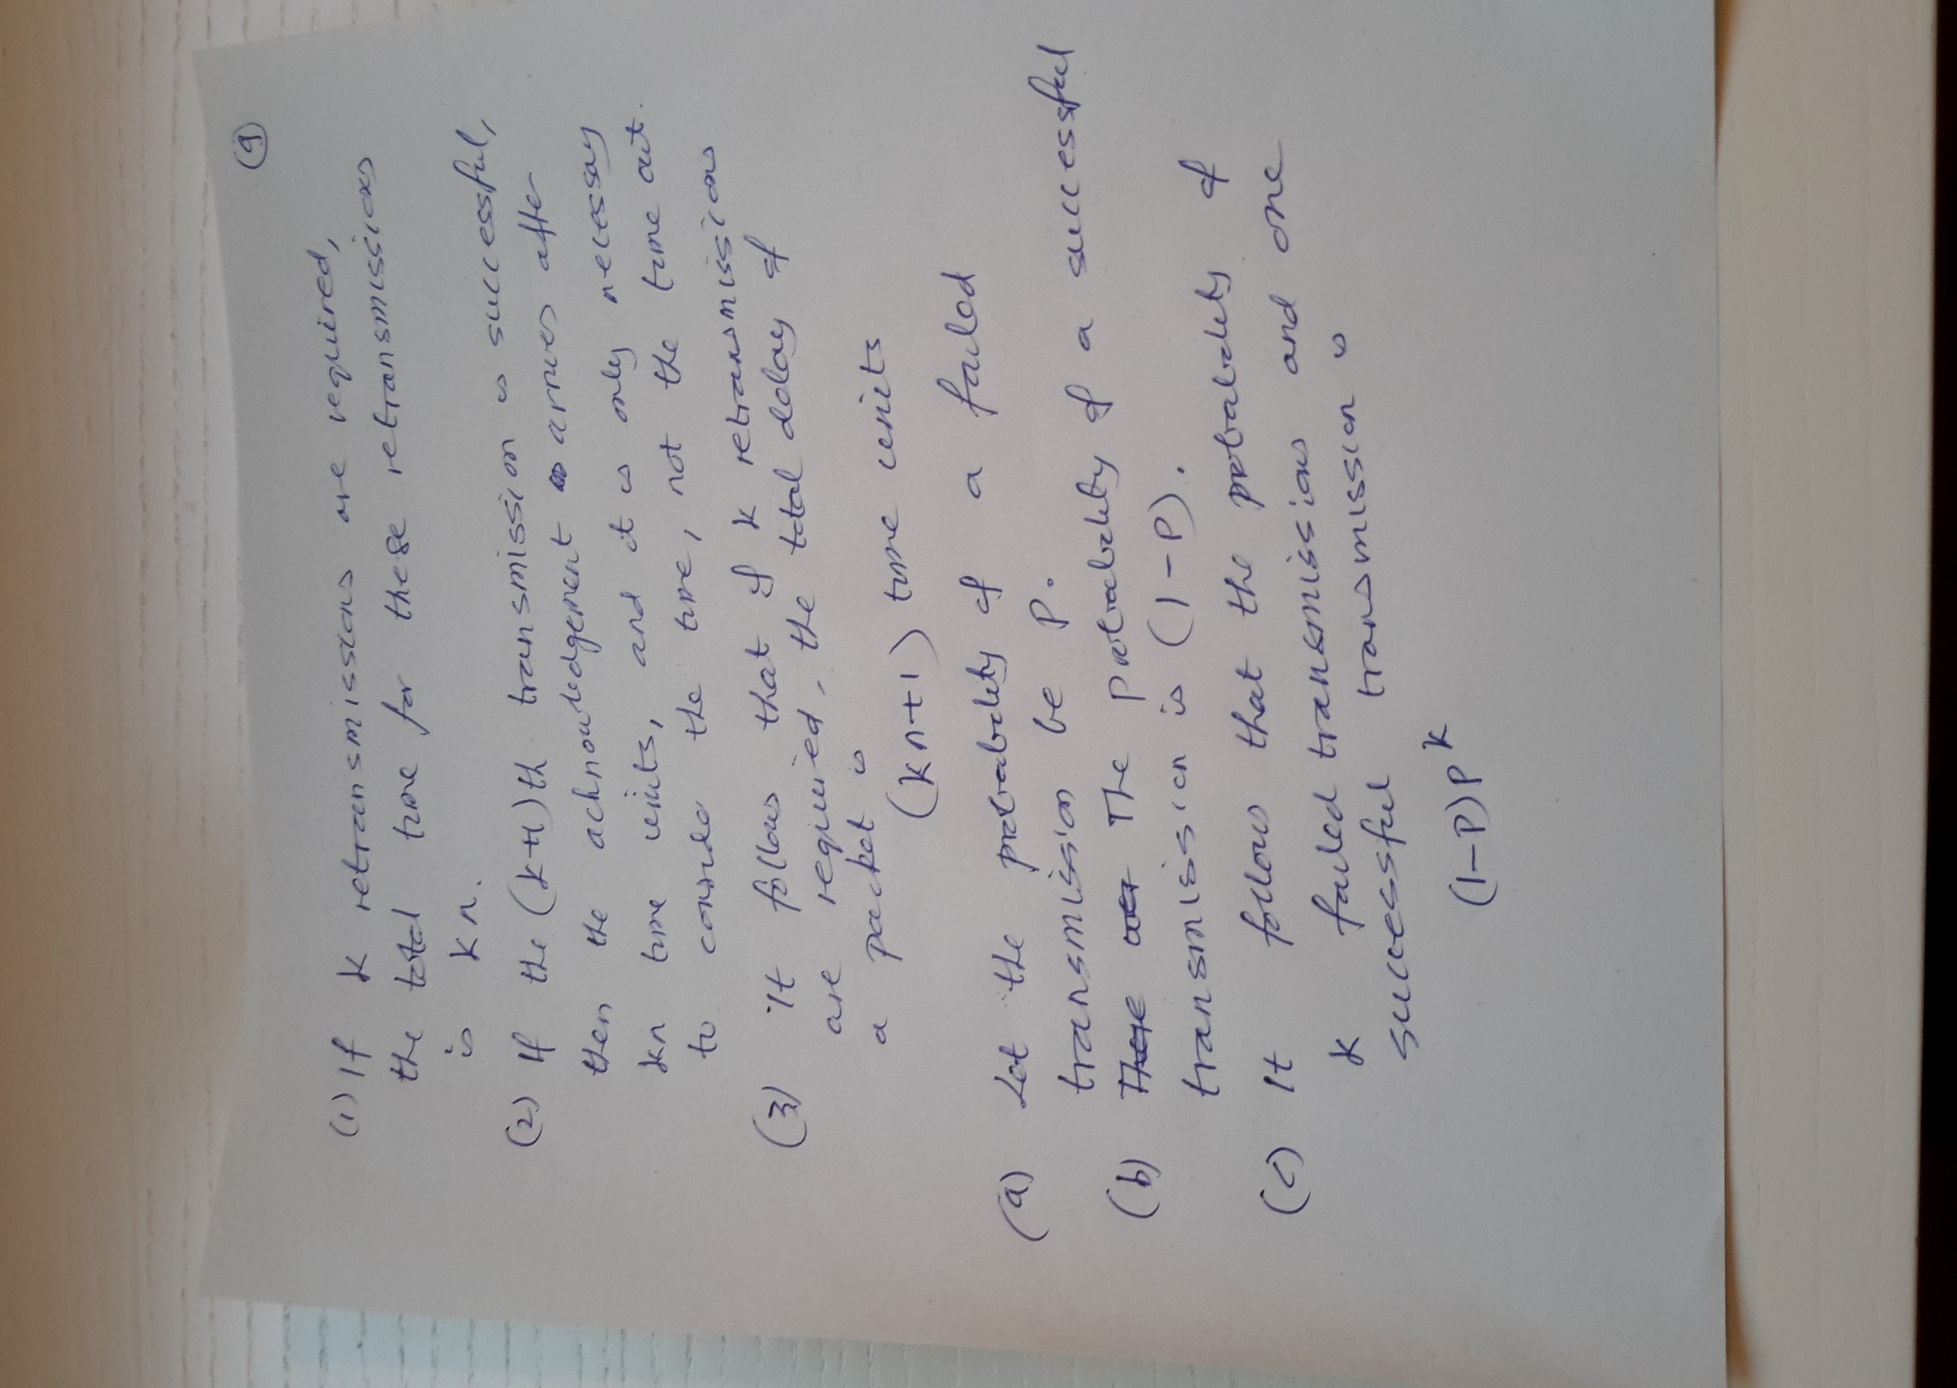 (9)
(1) If k retransmissions are required,
the total time for these retransmissions
is kn.
(2) If the (k+1)th transmission is successful,
then the acknowledgement arrives after
kn time units, and it is only necessary
to consider the time, not the time out.
(3) It follows that if k retransmissions
are required, the total delay of
a packet is
(kn+1) time units
(a) Let the probability of a failed
transmission be P.
(b) The probability of a successful
transmission is (1-P).
(c) It follows that the probability of
k failed transmissions and one
successful transmission is
(1-P)P^k